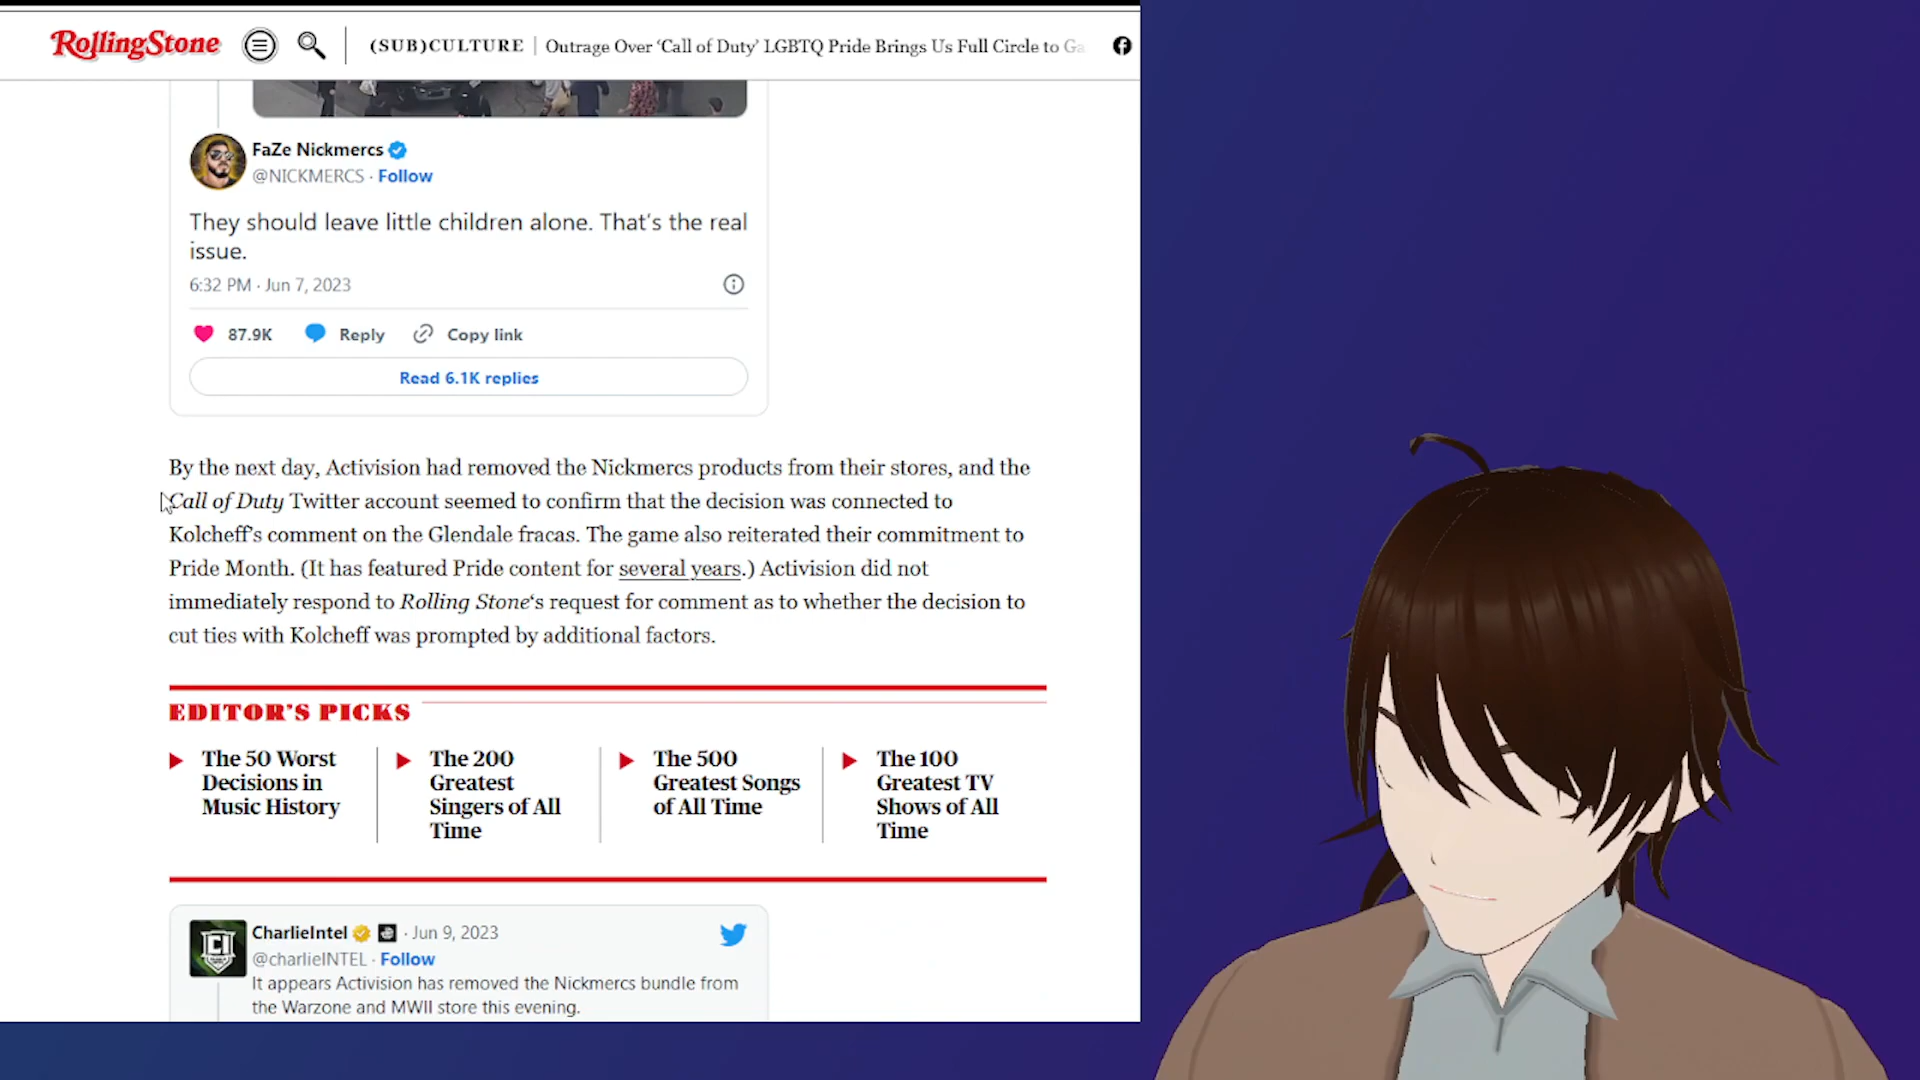 RollingStone
(SUB)CULTURE
Outrage Over ‘Call of Duty’ LGBTQ Pride Brings Us Full Circle to Ga
FaZe Nickmercs
@NICKMERCS · Follow
They should leave little children alone. That's the real
issue.
6:32 PM · Jun 7, 2023
87.9K Reply Copy link
Read 6.1K replies
By the next day, Activision had removed the Nickmercs products from their stores, and the
Call of Duty Twitter account seemed to confirm that the decision was connected to
Kolcheff's comment on the Glendale fracas. The game also reiterated their commitment to
Pride Month. (It has featured Pride content for several years.) Activision did not
immediately respond to Rolling Stone‘s request for comment as to whether the decision to
cut ties with Kolcheff was prompted by additional factors.
EDITOR'S PICKS
The 50 Worst
Decisions in
Music History
The 200
Greatest
Singers of All
Time
The 500
Greatest Songs
of All Time
The 100
Greatest TV
Shows of All
Time
CharlieIntel · Jun 9, 2023
@charlieINTEL · Follow
It appears Activision has removed the Nickmercs bundle from
the Warzone and MWII store this evening.